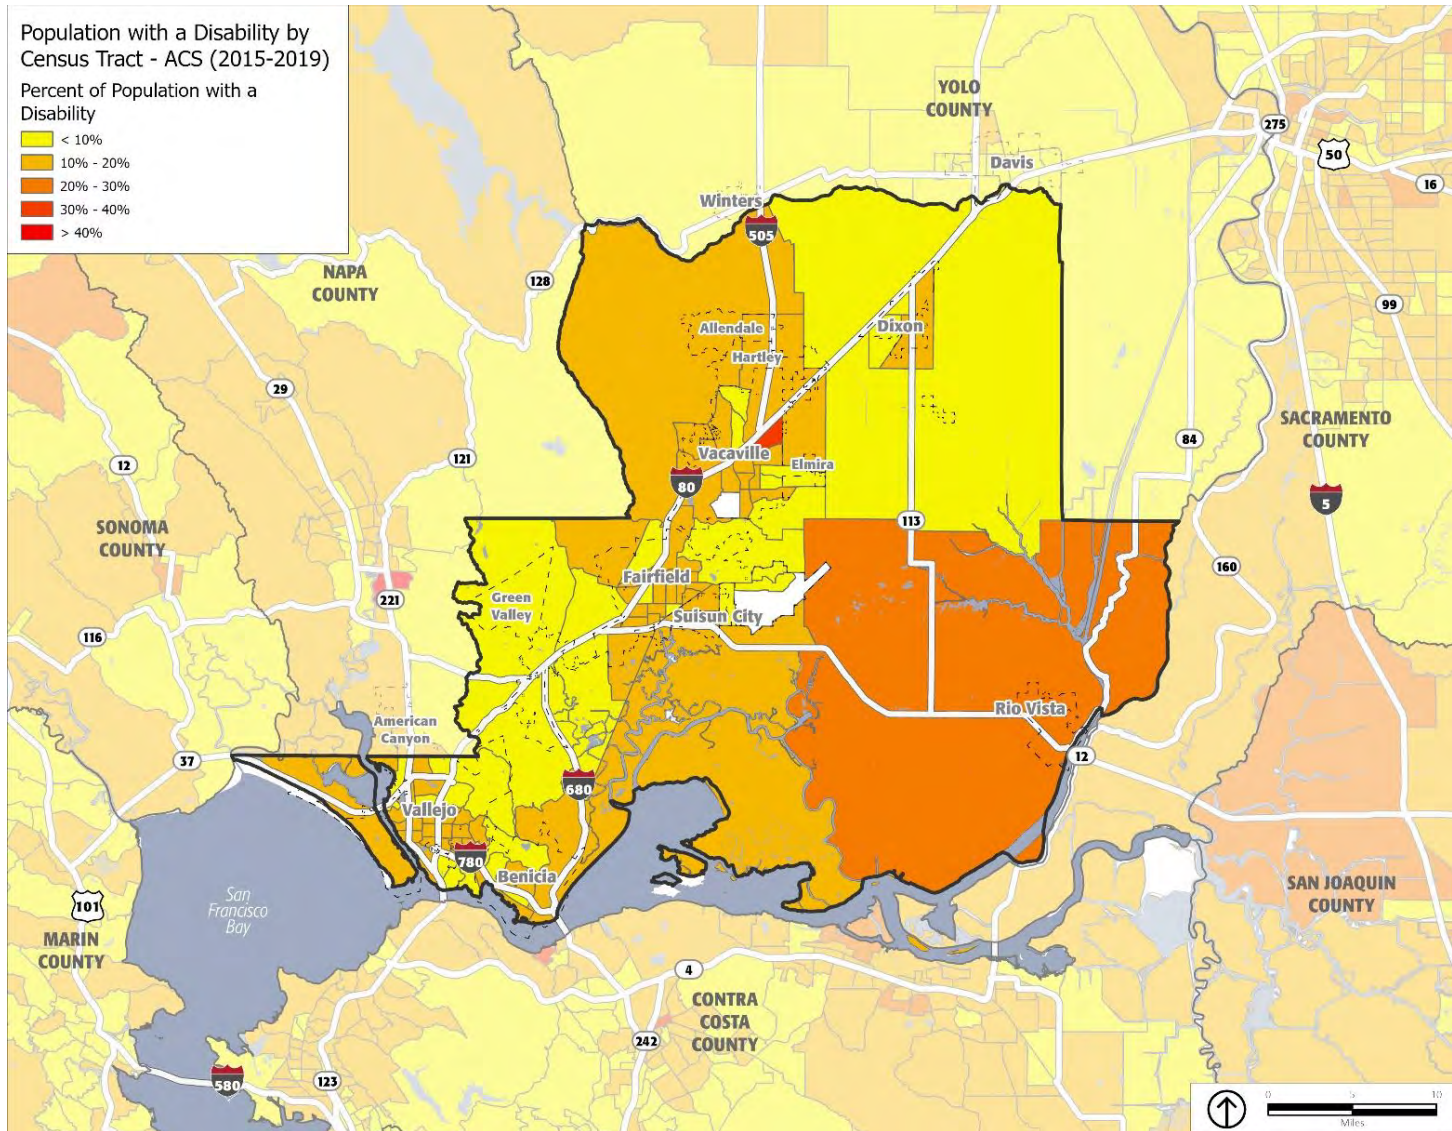 Population with a Disability by
Census Tract - ACS (2015-2019)
Percent of Population with a
Disability
< 10%
10% - 20%
20% - 30%
30% - 40%
> 40%
YOLO
COUNTY
275
50
Davis
16
Winters
505
NAPA
COUNTY
128
99
Allendale
Dixon
Hartley
29
SACRAMENTO
COUNTY
84
121
12
Vacaville
Elmira
80
5
SONOMA
COUNTY
113
160
Fairfield
221
Green
Valley
Suisun City
116
Rio Vista
American
Canyon
37
12
680
Vallejo
780
Benicia
San
Francisco
Bay
101
SAN JOAQUIN
COUNTY
MARIN
COUNTY
4
CONTRA
COSTA
COUNTY
242
580
123
0 5 10
Miles